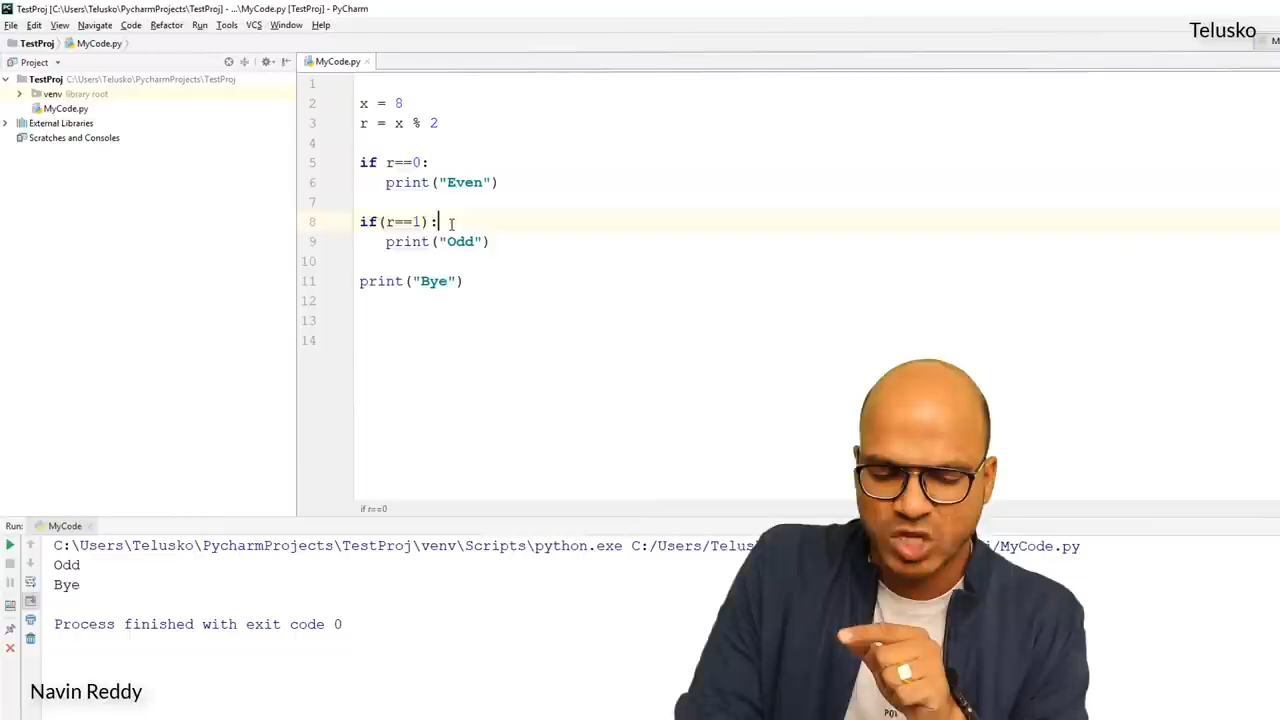 TestProj [C:\Users\Telusko\PycharmProjects\TestProj] - ...\MyCode.py [TestProj] - PyCharm
File Edit View Navigate Code Refactor Run Tools VCS Window Help
Telusko
TestProj MyCode.py
Project
MyCode.py
TestProj C:\Users\Telusko\PycharmProjects\TestProj
venv library root
MyCode.py
External Libraries
Scratches and Consoles
1
2 x = 8
3 r = x % 2
4
5 if r==0:
6 print("Even")
7
8 if(r==1):
9 print("Odd")
10
11 print("Bye")
12
13
14
if r==0
Run: MyCode
C:\Users\Telusko\PycharmProjects\TestProj\venv\Scripts\python.exe C:/Users/Telus /MyCode.py
Odd
Bye
Process finished with exit code 0
Navin Reddy